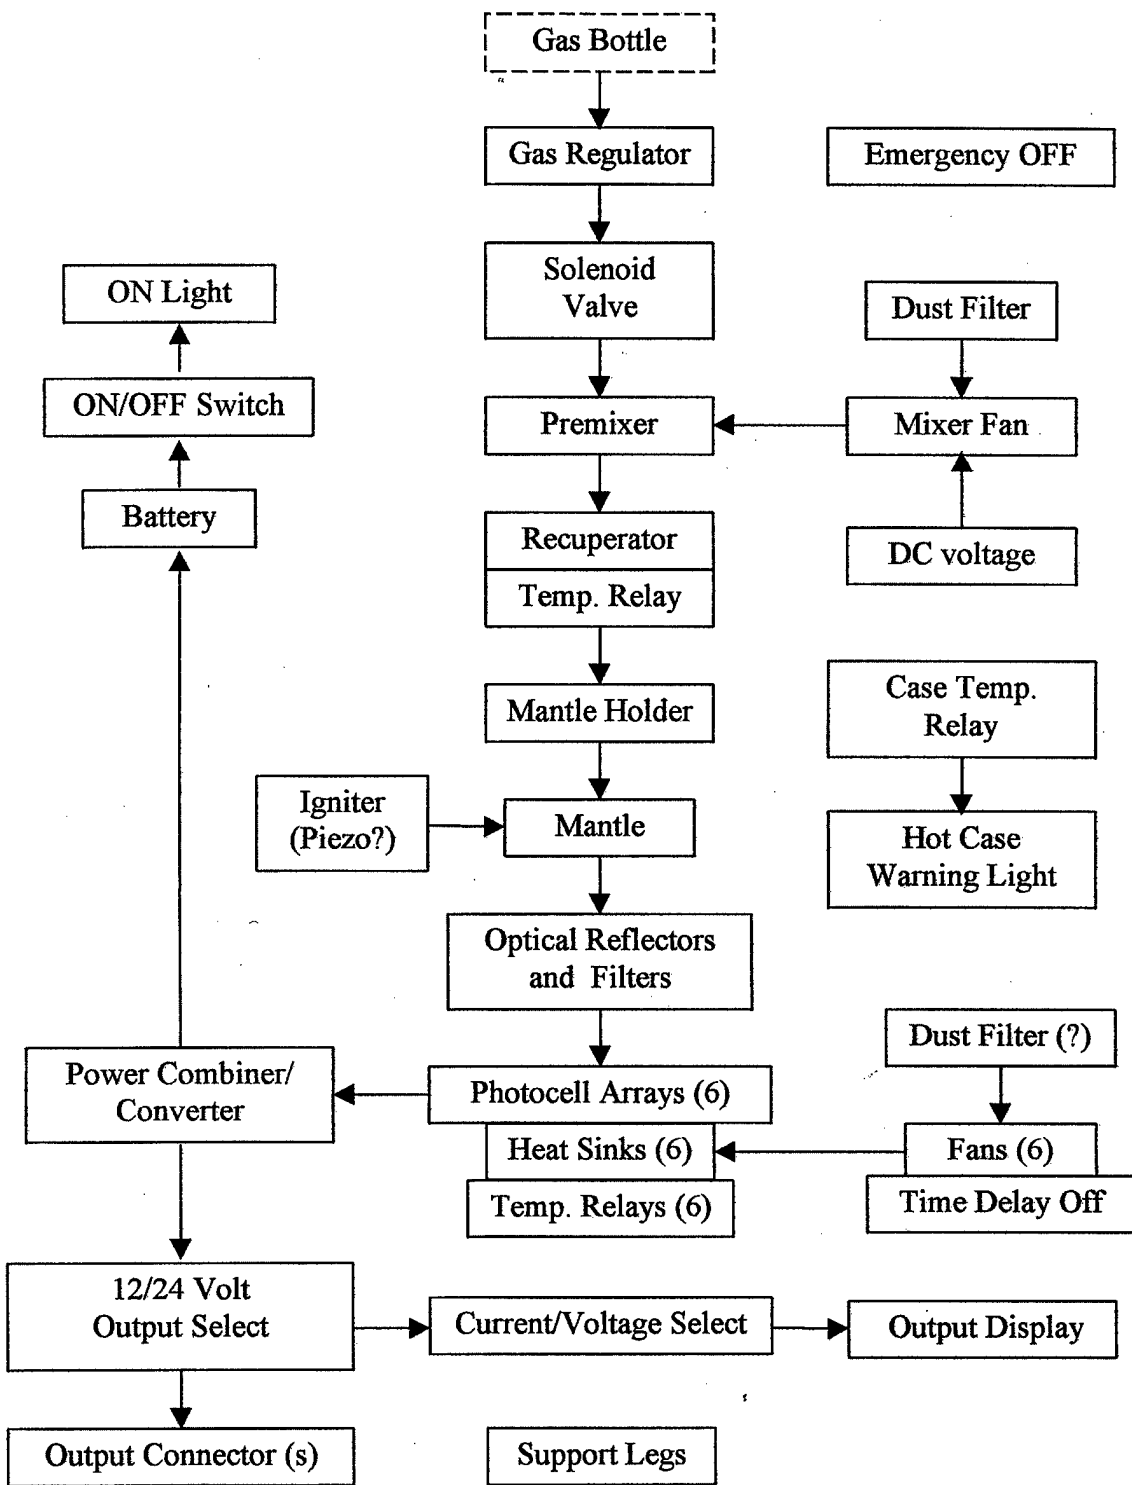 Gas Bottle
Gas Regulator
Emergency OFF
Solenoid
Valve
ON Light
Dust Filter
ON/OFF Switch
Premixer
Mixer Fan
Battery
Recuperator
DC voltage
Temp. Relay
Mantle Holder
Case Temp.
Relay
Igniter
(Piezo?)
Mantle
Hot Case
Warning Light
Optical Reflectors
and Filters
Dust Filter (?)
Power Combiner/
Converter
Photocell Arrays (6)
Heat Sinks (6)
Fans (6)
Temp. Relays (6)
Time Delay Off
12/24 Volt
Output Select
Current/Voltage Select
Output Display
Output Connector (s)
Support Legs